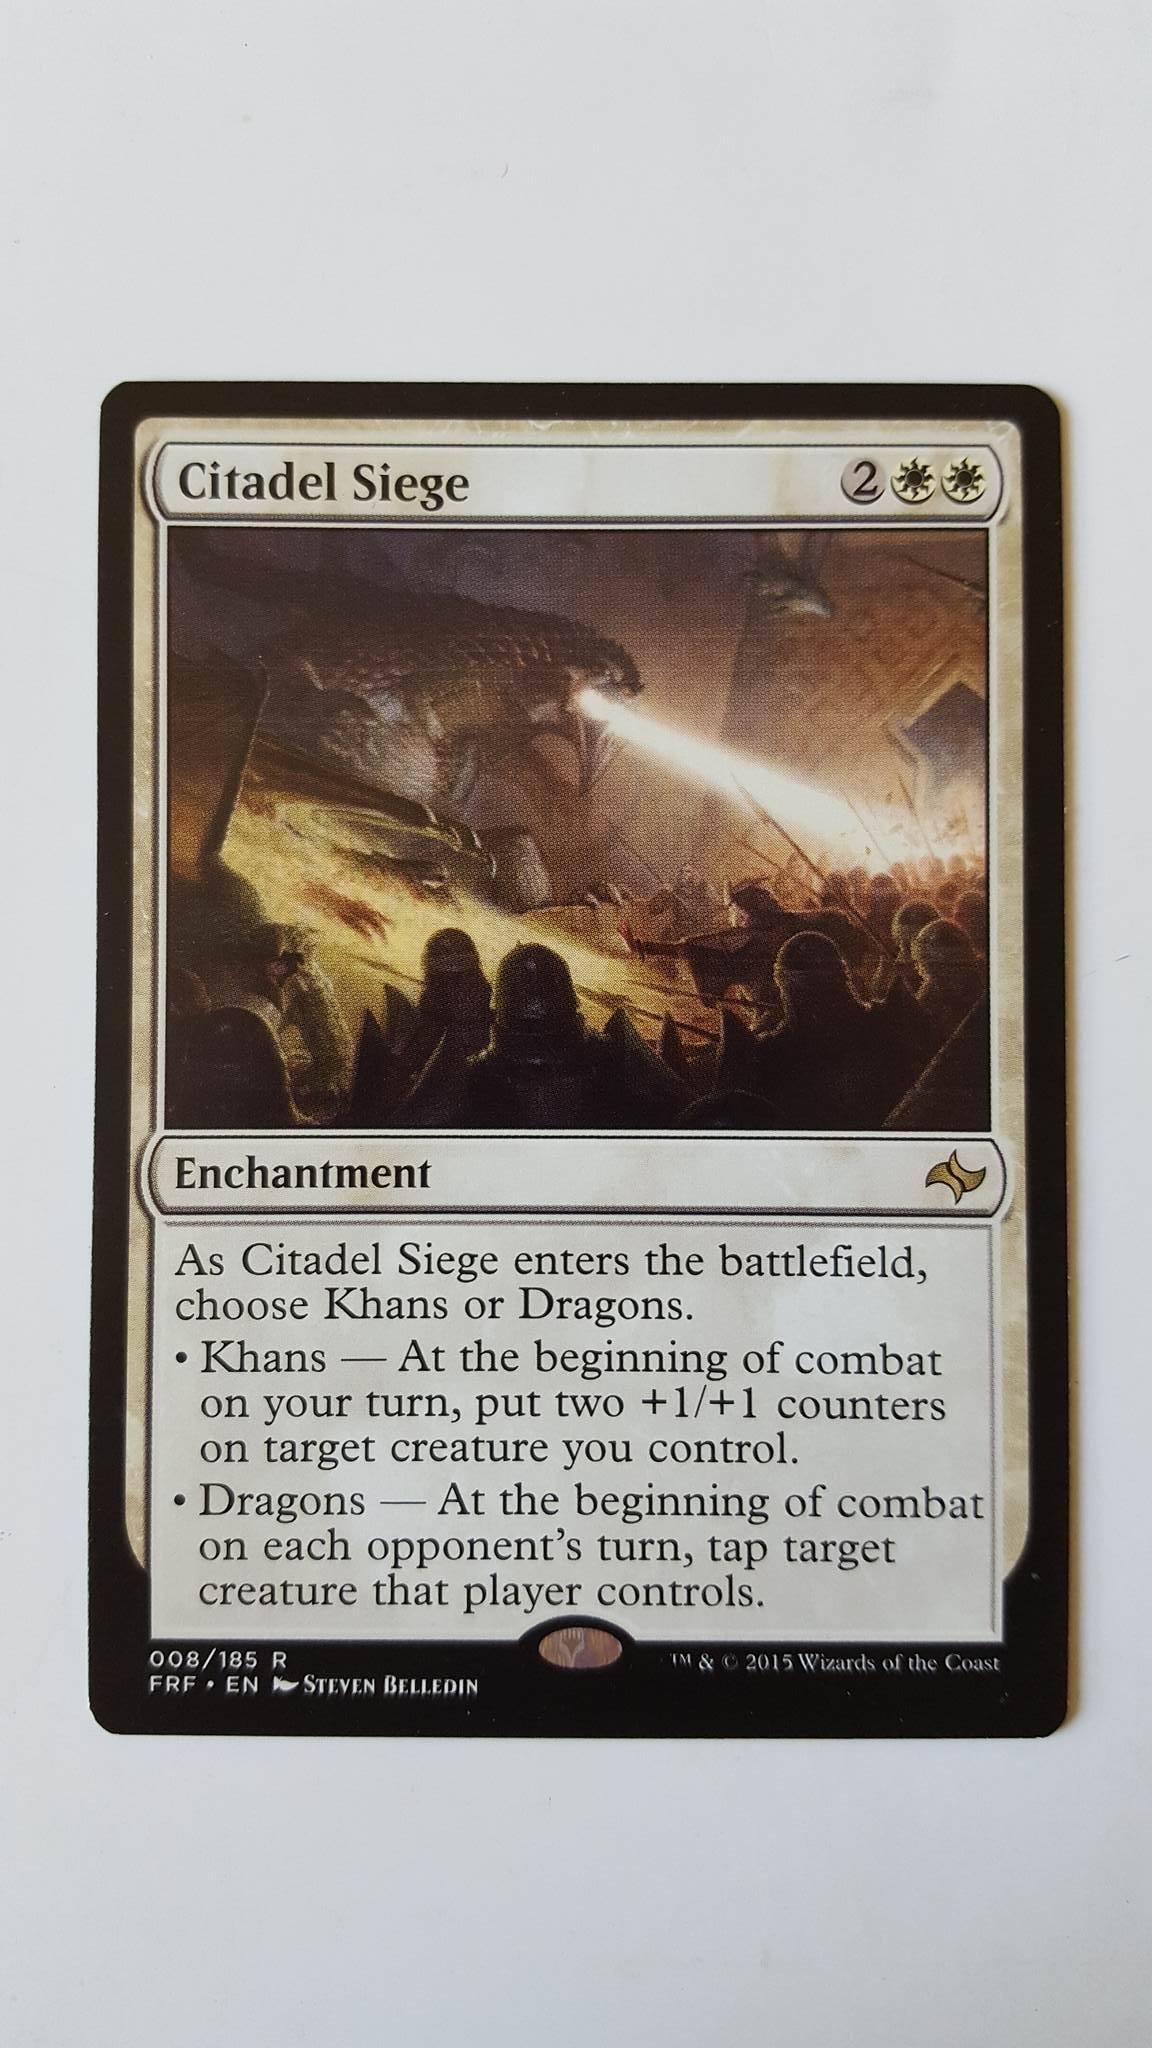 Citadel Siege 2
Enchantment
As Citadel Siege enters the battlefield,
choose Khans or Dragons.
• Khans — At the beginning of combat
on your turn, put two +1/+1 counters
on target creature you control.
• Dragons — At the beginning of combat
on each opponent's turn, tap target
creature that player controls.
008/185 R
FRF • EN Steven Belledin
™ & © 2015 Wizards of the Coast